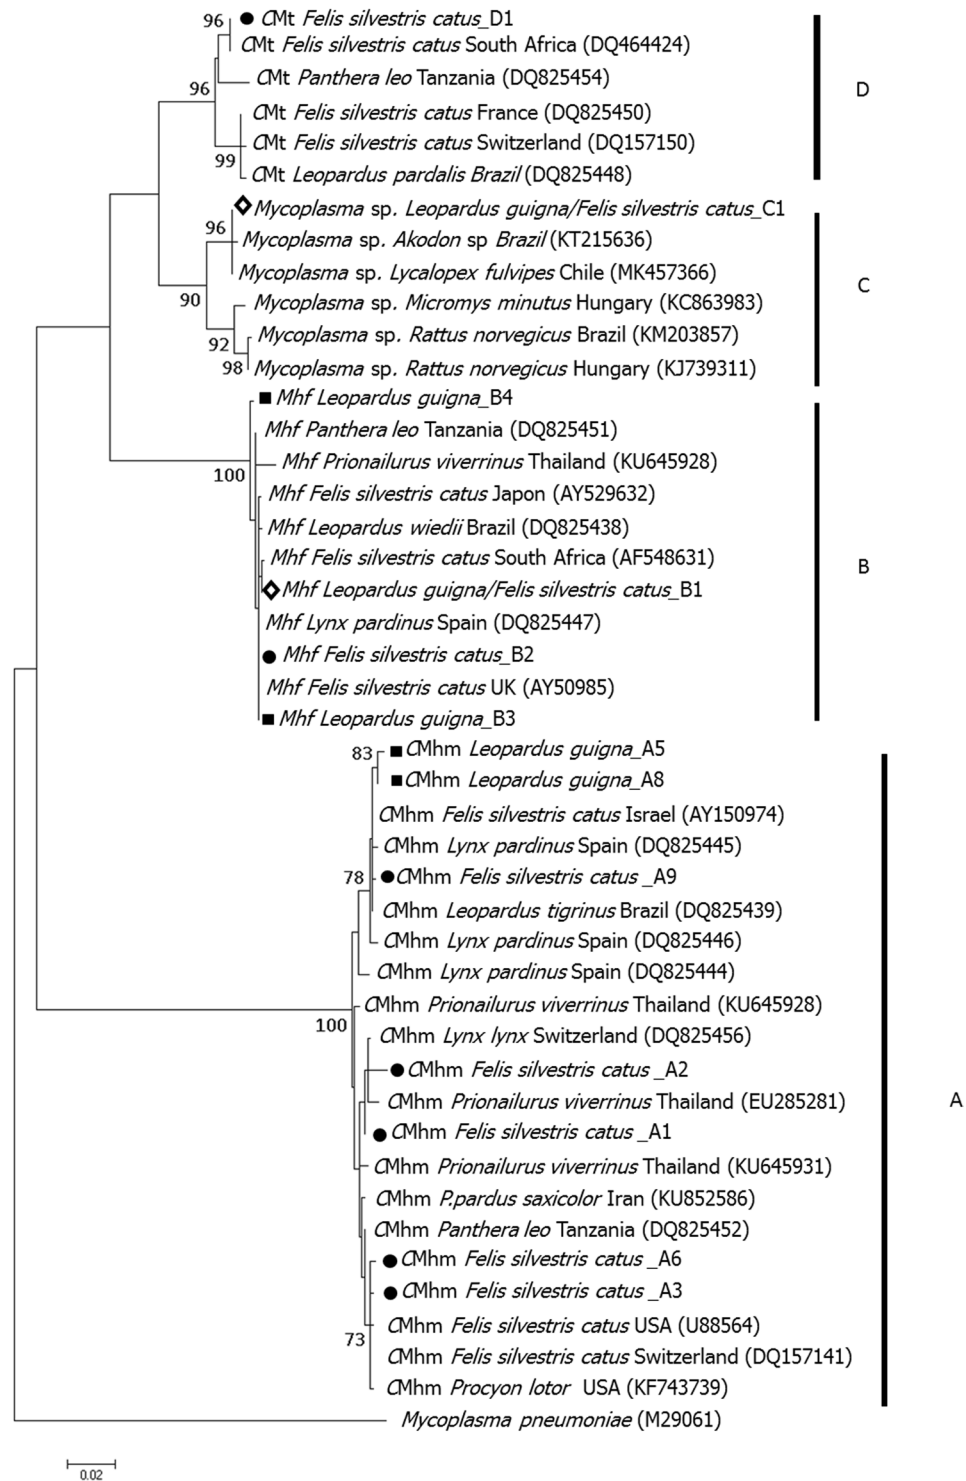 96
CMt Felis silvestris catus_D1
CMt Felis silvestris catus South Africa (DQ464424)
CMt Panthera leo Tanzania (DQ825454)
96
D
CMt Felis silvestris catus France (DQ825450)
CMt Felis silvestris catus Switzerland (DQ157150)
99
CMt Leopardus pardalis Brazil (DQ825448)
Mycoplasma sp. Leopardus guigna/Felis silvestris catus_C1
96
Mycoplasma sp. Akodon sp Brazil (KT215636)
Mycoplasma sp. Lycalopex fulvipes Chile (MK457366)
C
90
Mycoplasma sp. Micromys minutus Hungary (KC863983)
Mycoplasma sp. Rattus norvegicus Brazil (KM203857)
92
98
Mycoplasma sp. Rattus norvegicus Hungary (KJ739311)
Mhf Leopardus guigna_B4
Mhf Panthera leo Tanzania (DQ825451)
Mhf Prionailurus viverrinus Thailand (KU645928)
100
Mhf Felis silvestris catus Japon (AY529632)
Mhf Leopardus wiedii Brazil (DQ825438)
Mhf Felis silvestris catus South Africa (AF548631)
B
Mhf Leopardus guigna/Felis silvestris catus_B1
Mhf Lynx pardinus Spain (DQ825447)
Mhf Felis silvestris catus_B2
Mhf Felis silvestris catus UK (AY50985)
Mhf Leopardus guigna_B3
83
CMhm Leopardus guigna_A5
CMhm Leopardus guigna_A8
CMhm Felis silvestris catus Israel (AY150974)
CMhm Lynx pardinus Spain (DQ825445)
78
CMhm Felis silvestris catus _A9
CMhm Leopardus tigrinus Brazil (DQ825439)
CMhm Lynx pardinus Spain (DQ825446)
CMhm Lynx pardinus Spain (DQ825444)
CMhm Prionailurus viverrinus Thailand (KU645928)
100
CMhm Lynx lynx Switzerland (DQ825456)
CMhm Felis silvestris catus _A2
CMhm Prionailurus viverrinus Thailand (EU285281)
A
CMhm Felis silvestris catus _A1
CMhm Prionailurus viverrinus Thailand (KU645931)
CMhm P.pardus saxicolor Iran (KU852586)
CMhm Panthera leo Tanzania (DQ825452)
CMhm Felis silvestris catus _A6
CMhm Felis silvestris catus _A3
CMhm Felis silvestris catus USA (U88564)
73
CMhm Felis silvestris catus Switzerland (DQ157141)
CMhm Procyon lotor USA (KF743739)
Mycoplasma pneumoniae (M29061)
0.02